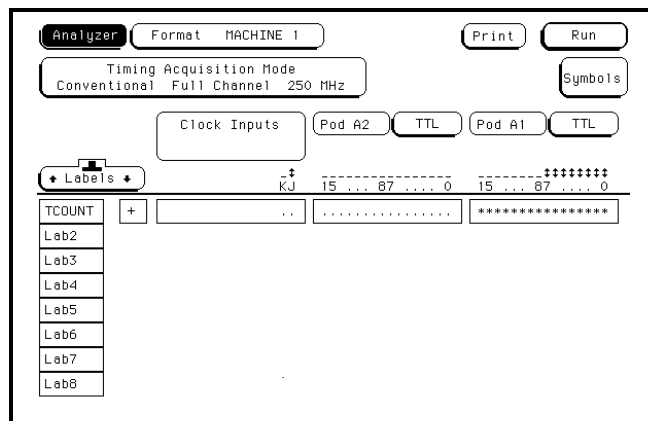 Analyzer Format MACHINE 1 Print Run
Timing Acquisition Mode
Conventional Full Channel 250 MHz
Symbols
Clock Inputs Pod A2 TTL Pod A1 TTL
↑ Labels ↓
KJ 15 ... 87 .... 0 15 ... 87 .... 0
TCOUNT + .. ................ ****************
Lab2
Lab3
Lab4
Lab5
Lab6
Lab7
Lab8